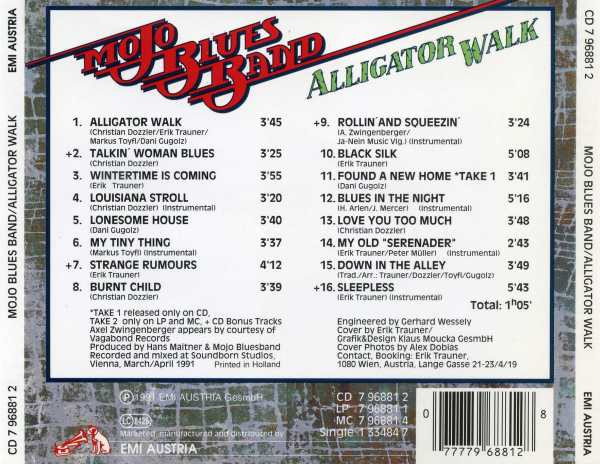 EMI AUSTRIA
MOJO BLUES BAND/ALLIGATOR WALK
CD 7 96881 2
MOJO BLUES BAND
ALLIGATOR WALK
1. ALLIGATOR WALK 3'45
(Christian Dozzler/Erik Trauner/
Markus Toyfl/Dani Gugolz)
+2. TALKIN´ WOMAN BLUES 3'25
(Christian Dozzler)
3. WINTERTIME IS COMING 3'55
(Erik Trauner)
4. LOUISIANA STROLL 3'20
(Christian Dozzler) (Instrumental)
5. LONESOME HOUSE 3'40
(Dani Gugolz)
6. MY TINY THING 3'37
(Markus Toyfl) (Instrumental)
+7. STRANGE RUMOURS 4'12
(Erik Trauner)
8. BURNT CHILD 3'39
(Christian Dozzler)
*TAKE 1 released only on CD,
TAKE 2 only on LP and MC, + CD Bonus Tracks
Axel Zwingenberger appears by courtesy of
Vagabond Records
Produced by Hans Maitner & Mojo Bluesband
Recorded and mixed at Soundborn Studios,
Vienna, March/April 1991 Printed in Holland
+9. ROLLIN´AND SQUEEZIN´ 3'24
(A. Zwingenberger/
Ja-Nein Music Vlg.) (Instrumental)
10. BLACK SILK 5'08
(Erik Trauner)
11. FOUND A NEW HOME *TAKE 1 3'41
(Dani Gugolz)
12. BLUES IN THE NIGHT 5'16
(H. Arlen/J. Mercer) (Instrumental)
13. LOVE YOU TOO MUCH 3'48
(Christian Dozzler)
14. MY OLD "SERENADER" 2'43
(Erik Trauner/Peter Müller) (Instrumental)
15. DOWN IN THE ALLEY 3'49
(Trad./Arr.: Trauner/Dozzler/Toyfl/Gugolz)
+16. SLEEPLESS 5'43
(Erik Trauner) (Instrumental)
Total: 1h05'
Engineered by Gerhard Wessely
Cover by Erik Trauner/
Grafik&Design Klaus Moucka GesmbH
Cover Photos by Alex Dobias
Contact, Booking: Erik Trauner,
1080 Wien, Austria, Lange Gasse 21-23/4/19
℗ 1991 EMI AUSTRIA GesmbH
LC 8426
Marketed, manufactured and distributed by
EMI AUSTRIA
CD 7 96881 2
LP 7 96881 1
MC 7 96881 4
Single 1 33484 7
0 77779 68812 8
CD 7 96881 2
MOJO BLUES BAND/ALLIGATOR WALK
EMI AUSTRIA